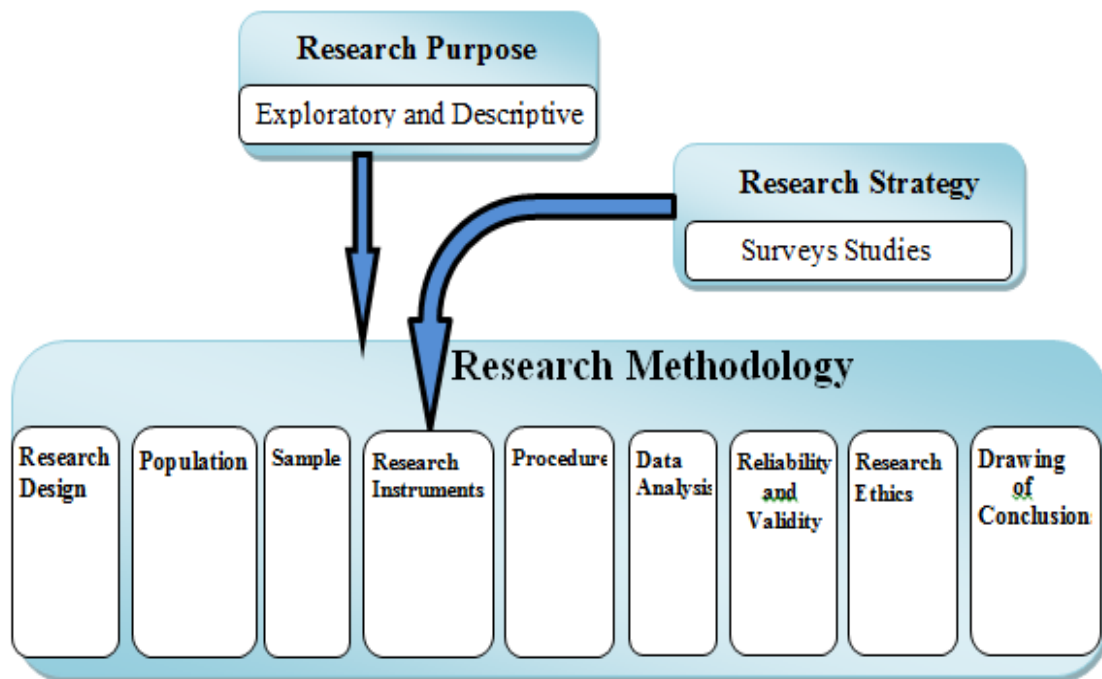 Research Purpose
Exploratory and Descriptive
Research Strategy
Surveys Studies
Research Methodology
Research
Design
Population
Sample
Research
Instruments
Procedure
Data
Analysis
Reliability
and
Validity
Research
Ethics
Drawing
of
Conclusion